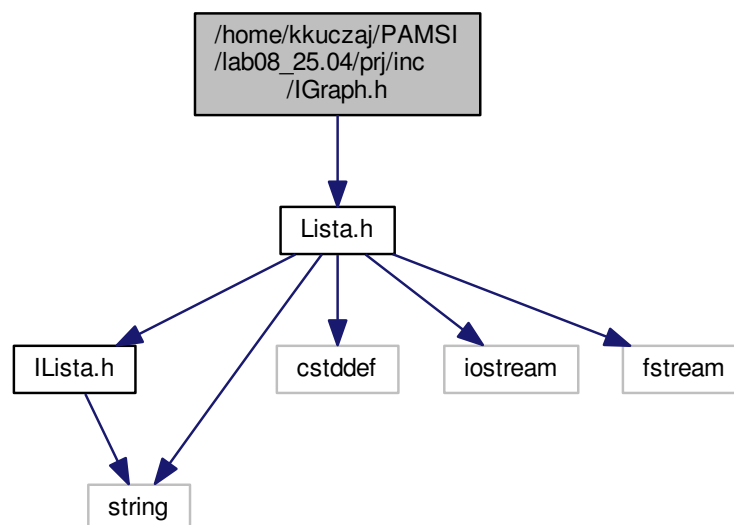 /home/kkuczaj/PAMSI
/lab08_25.04/prj/inc
/IGraph.h
Lista.h
ILista.h
cstddef
iostream
fstream
string